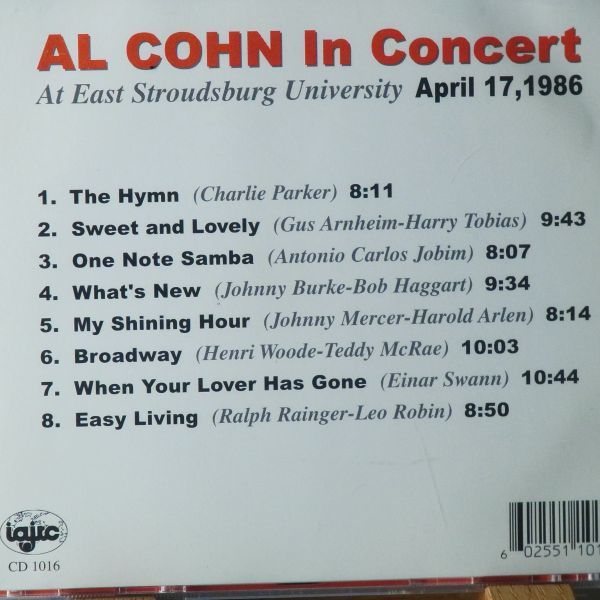 AL COHN In Concert
At East Stroudsburg University April 17,1986
1. The Hymn (Charlie Parker) 8:11
2. Sweet and Lovely (Gus Arnheim-Harry Tobias) 9:43
3. One Note Samba (Antonio Carlos Jobim) 8:07
4. What's New (Johnny Burke-Bob Haggart) 9:34
5. My Shining Hour (Johnny Mercer-Harold Arlen) 8:14
6. Broadway (Henri Woode-Teddy McRae) 10:03
7. When Your Lover Has Gone (Einar Swann) 10:44
8. Easy Living (Ralph Rainger-Leo Robin) 8:50
iajrc
CD 1016
6 02551 101